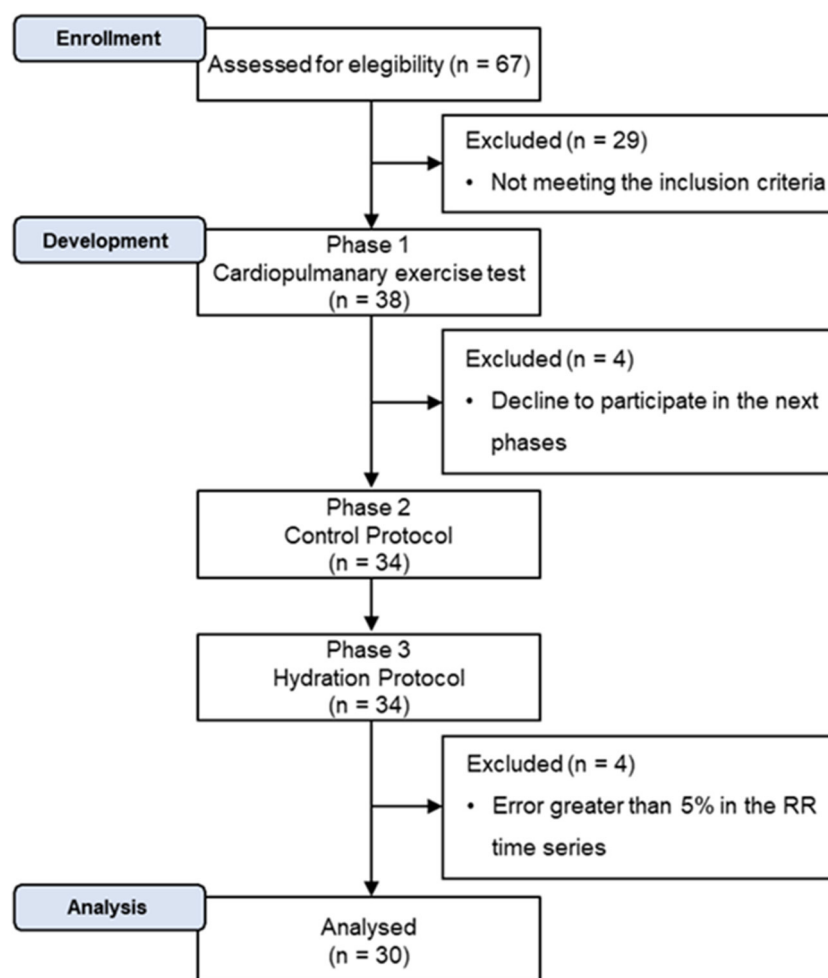 Enrollment
Assessed for elegibility (n = 67)
Excluded (n = 29)
• Not meeting the inclusion criteria
Development
Phase 1
Cardiopulmanary exercise test
(n = 38)
Excluded (n = 4)
• Decline to participate in the next
phases
Phase 2
Control Protocol
(n = 34)
Phase 3
Hydration Protocol
(n = 34)
Excluded (n = 4)
• Error greater than 5% in the RR
time series
Analysis
Analysed
(n = 30)